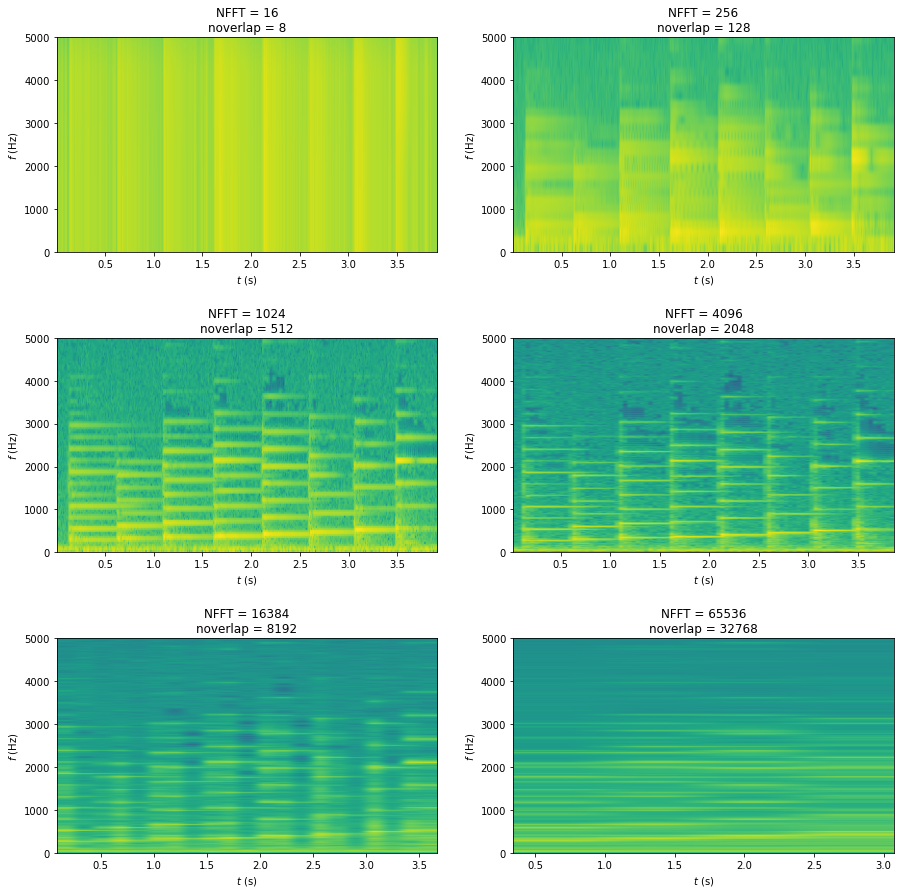 NFFT = 16
noverlap = 8
5000
4000
3000
2000
1000
0
f (Hz)
0.5 1.0 1.5 2.0 2.5 3.0 3.5
t (s)
NFFT = 256
noverlap = 128
5000
4000
3000
2000
1000
0
f (Hz)
0.5 1.0 1.5 2.0 2.5 3.0 3.5
t (s)
NFFT = 1024
noverlap = 512
5000
4000
3000
2000
1000
0
f (Hz)
0.5 1.0 1.5 2.0 2.5 3.0 3.5
t (s)
NFFT = 4096
noverlap = 2048
5000
4000
3000
2000
1000
0
f (Hz)
0.5 1.0 1.5 2.0 2.5 3.0 3.5
t (s)
NFFT = 16384
noverlap = 8192
5000
4000
3000
2000
1000
0
f (Hz)
0.5 1.0 1.5 2.0 2.5 3.0 3.5
t (s)
NFFT = 65536
noverlap = 32768
5000
4000
3000
2000
1000
0
f (Hz)
0.5 1.0 1.5 2.0 2.5 3.0
t (s)